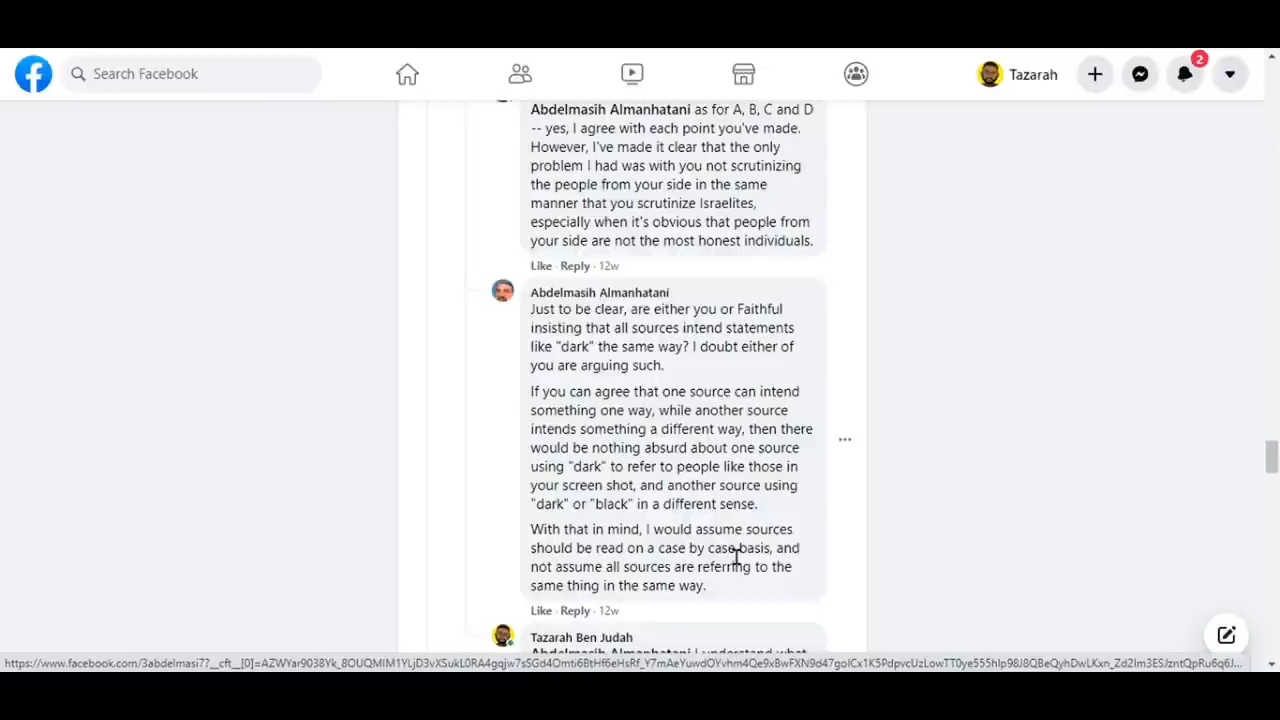 Search Facebook
Tazarah
2
Abdelmasih Almanhatani as for A, B, C and D
-- yes, I agree with each point you've made.
However, I've made it clear that the only
problem I had was with you not scrutinizing
the people from your side in the same
manner that you scrutinize Israelites,
especially when it's obvious that people from
your side are not the most honest individuals.
Like · Reply · 12w
Abdelmasih Almanhatani
Just to be clear, are either you or Faithful
insisting that all sources intend statements
like "dark" the same way? I doubt either of
you are arguing such.
If you can agree that one source can intend
something one way, while another source
intends something a different way, then there
would be nothing absurd about one source
using "dark" to refer to people like those in
your screen shot, and another source using
"dark" or "black" in a different sense.
With that in mind, I would assume sources
should be read on a case by case basis, and
not assume all sources are referring to the
same thing in the same way.
Like · Reply · 12w
Tazarah Ben Judah
Abdelmasih Almanhatani I understand what